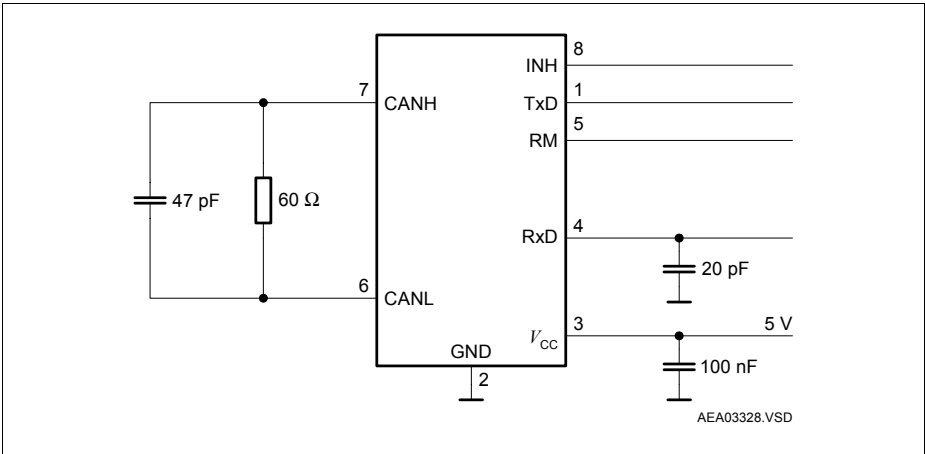 8
INH
1
7
CANH
TxD
5
RM
47 pF
60 Ω
4
RxD
20 pF
6
CANL
3
5 V
VCC
GND
2
100 nF
AEA03328.VSD